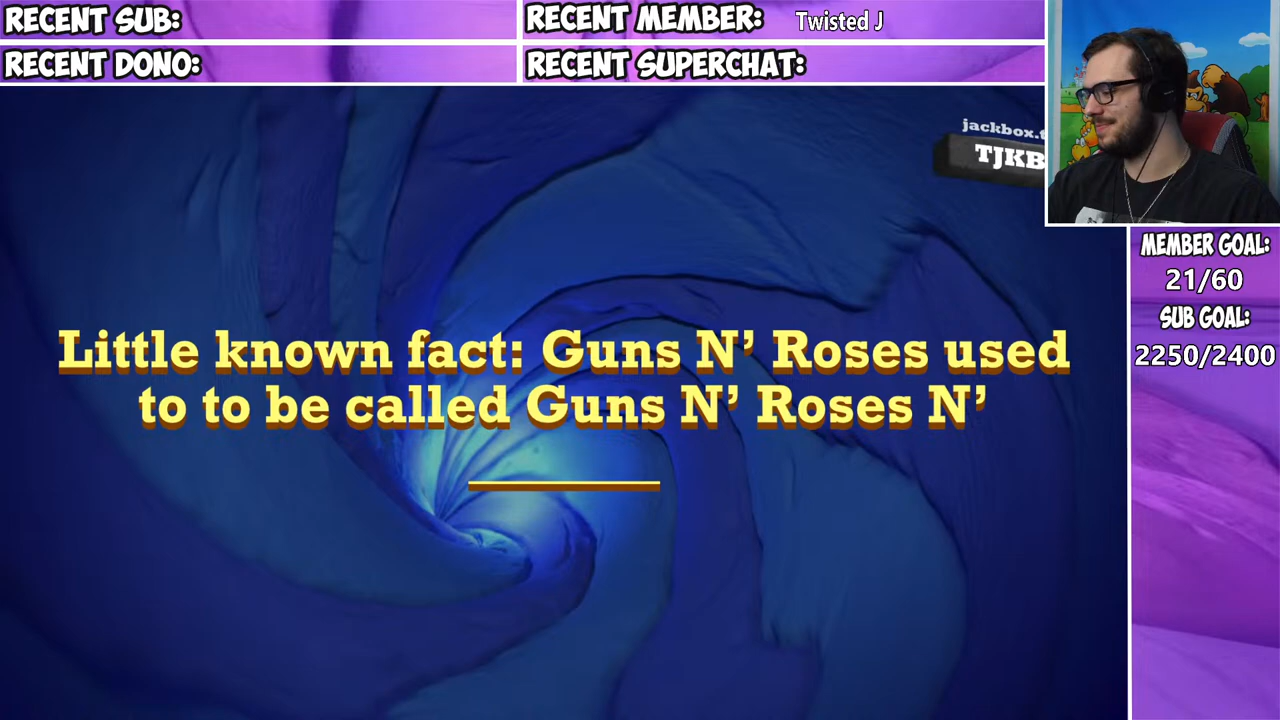 RECENT SUB:
RECENT MEMBER: Twisted J
RECENT DONO:
RECENT SUPERCHAT:
jackbox.t
TJKB
MEMBER GOAL:
21/60
SUB GOAL:
2250/2400
Little known fact: Guns N’ Roses used
to to be called Guns N’ Roses N’